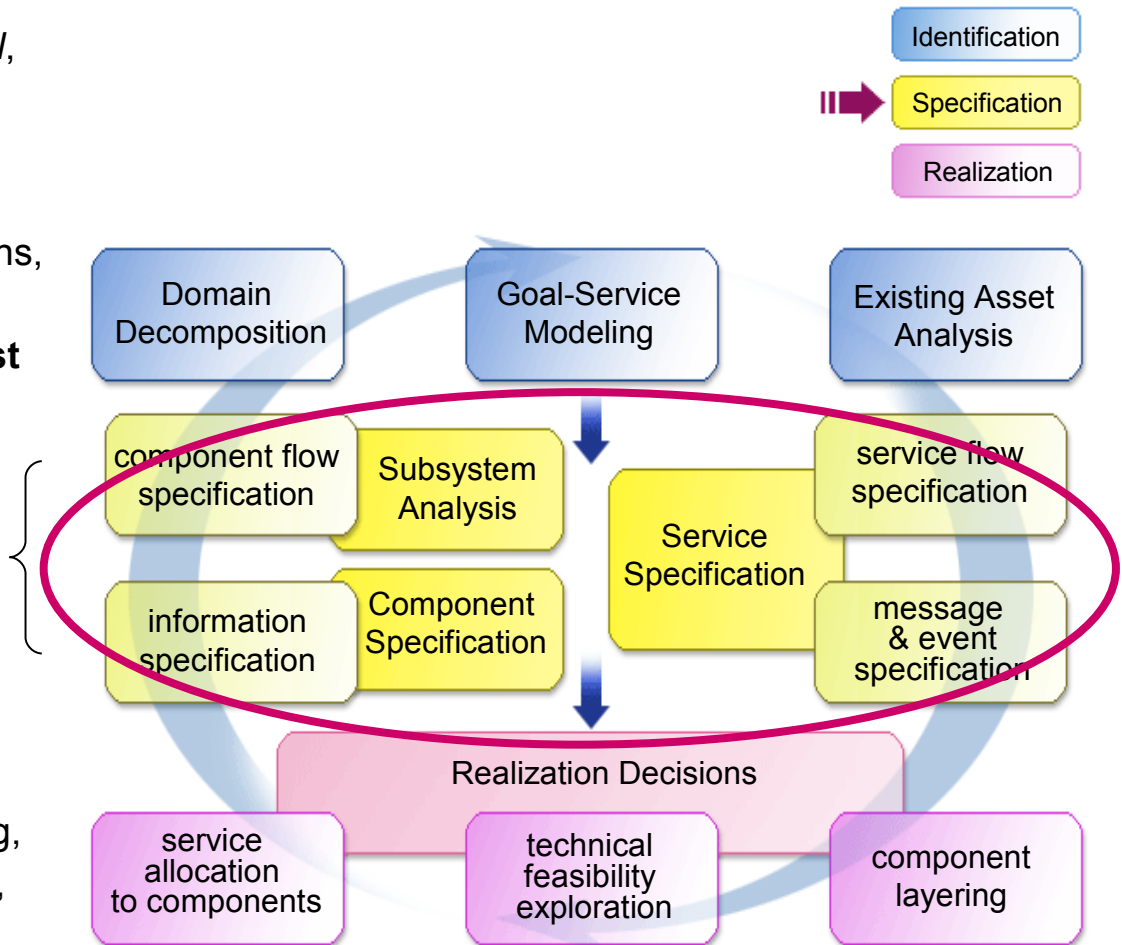 l,
Identification
Specification
Realization
ns,
st
g,
,
Domain
Decomposition
Goal-Service
Modeling
Existing Asset
Analysis
component flow
specification
Subsystem
Analysis
Service
Specification
service flow
specification
information
specification
Component
Specification
message
& event
specification
Realization Decisions
service
allocation
to components
technical
feasibility
exploration
component
layering